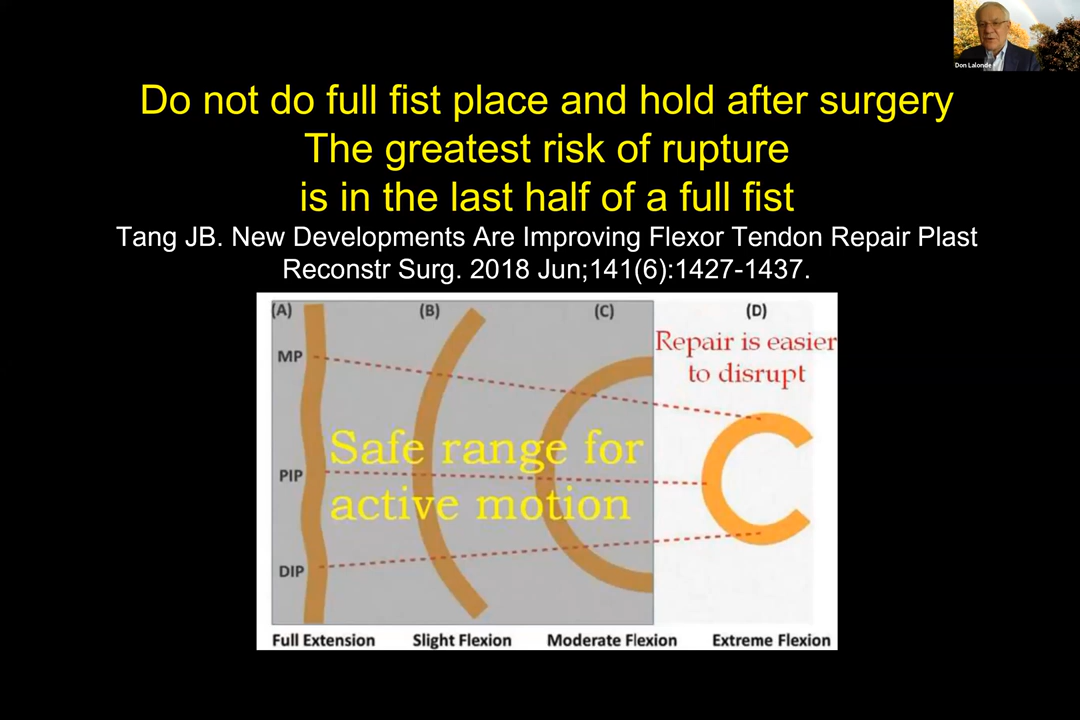 Don Lalonde
Do not do full fist place and hold after surgery
The greatest risk of rupture
is in the last half of a full fist
Tang JB. New Developments Are Improving Flexor Tendon Repair Plast
Reconstr Surg. 2018 Jun;141(6):1427-1437.
(A) (B) (C) (D)
Repair is easier
to disrupt
MP
Safe range for
PIP
active motion
DIP
Full Extension Slight Flexion Moderate Flexion Extreme Flexion